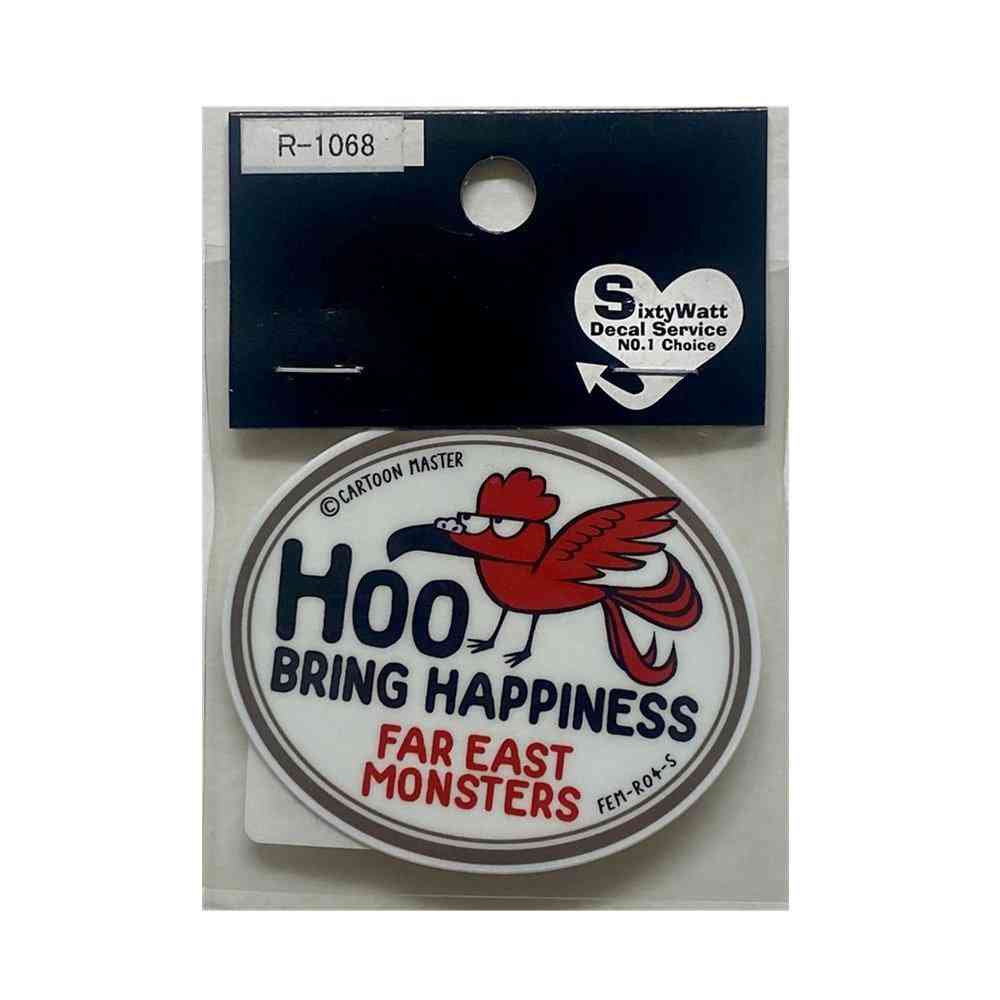 R-1068
SixtyWatt
Decal Service
NO.1 Choice
©CARTOON MASTER
HOO
BRING HAPPINESS
FAR EAST
MONSTERS
FEM-R04-S